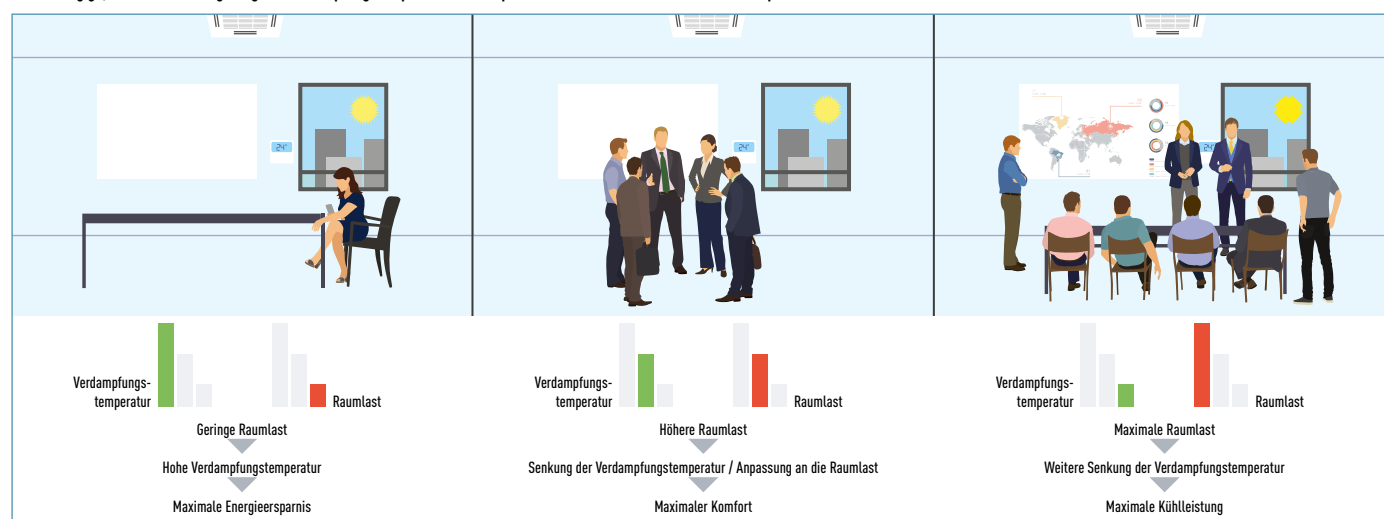 24°
24°
24°
Verdampfungs-
temperatur
Raumlast
Verdampfungs-
temperatur
Raumlast
Verdampfungs-
temperatur
Raumlast
Geringe Raumlast
Höhere Raumlast
Maximale Raumlast
Hohe Verdampfungstemperatur
Senkung der Verdampfungstemperatur / Anpassung an die Raumlast
Weitere Senkung der Verdampfungstemperatur
Maximale Energieersparnis
Maximaler Komfort
Maximale Kühlleistung